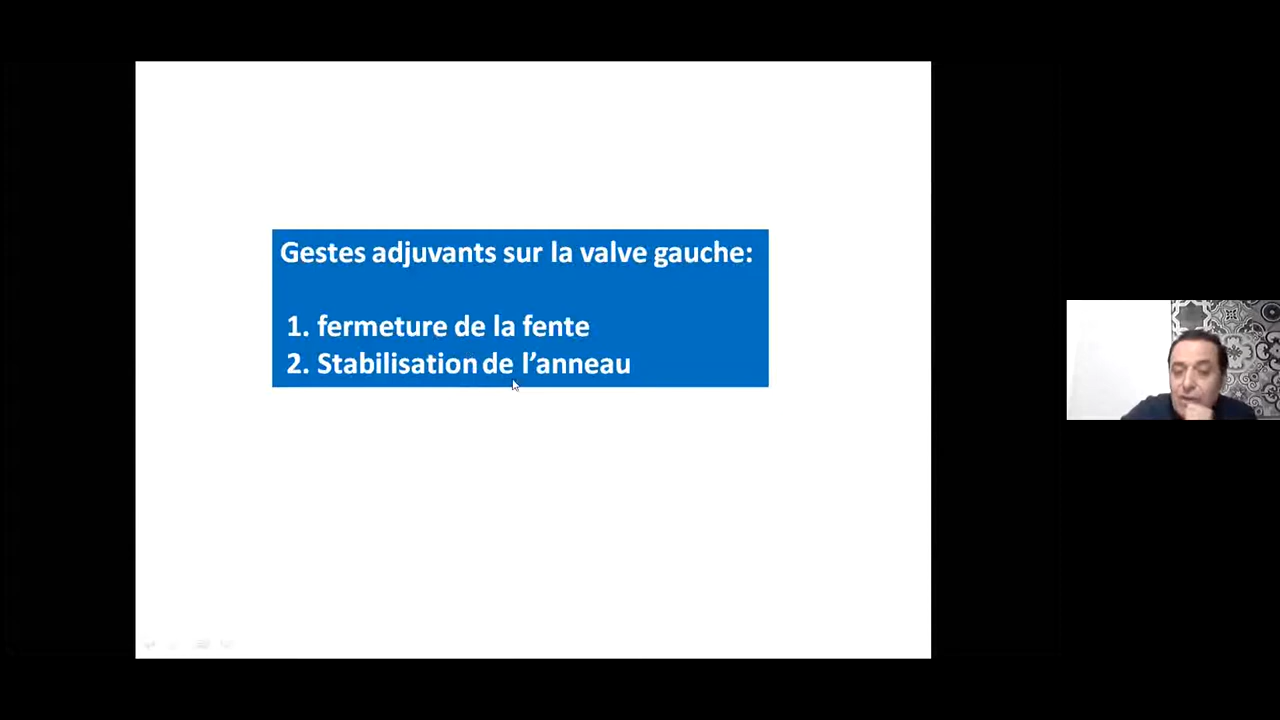 Gestes adjuvants sur la valve gauche:
1. fermeture de la fente
2. Stabilisation de l’anneau